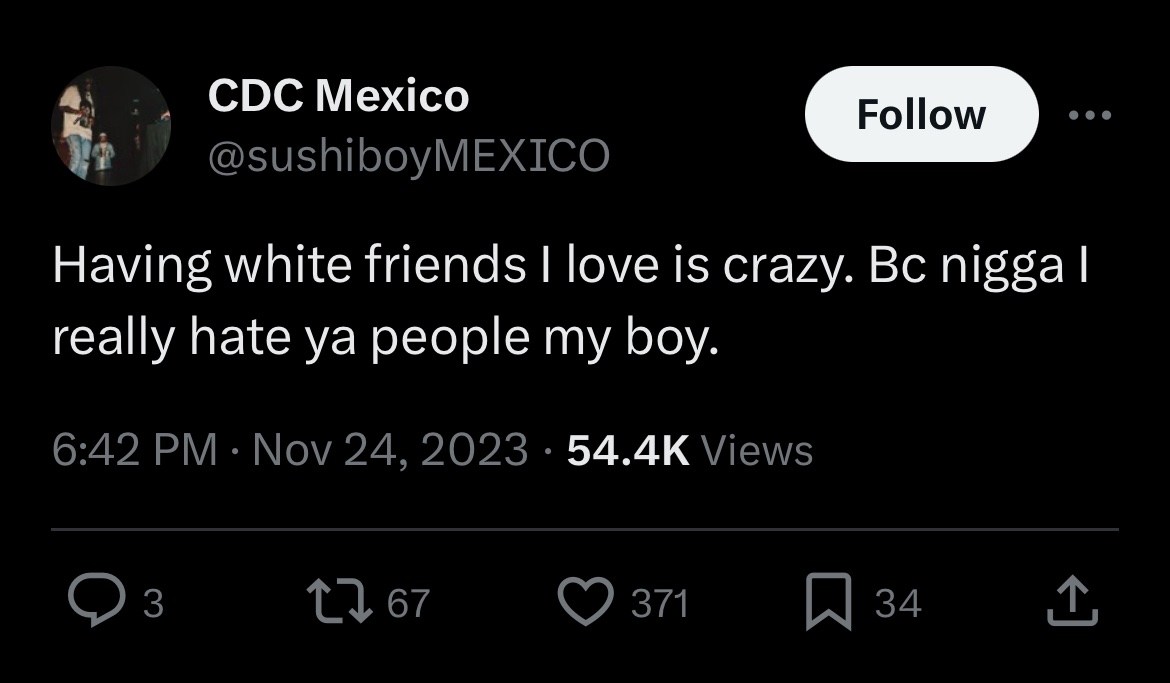 CDC Mexico
@sushiboyMEXICO
Follow
Having white friends I love is crazy. Bc nigga I
really hate ya people my boy.
6:42 PM · Nov 24, 2023 · 54.4K Views
3 67 371 34